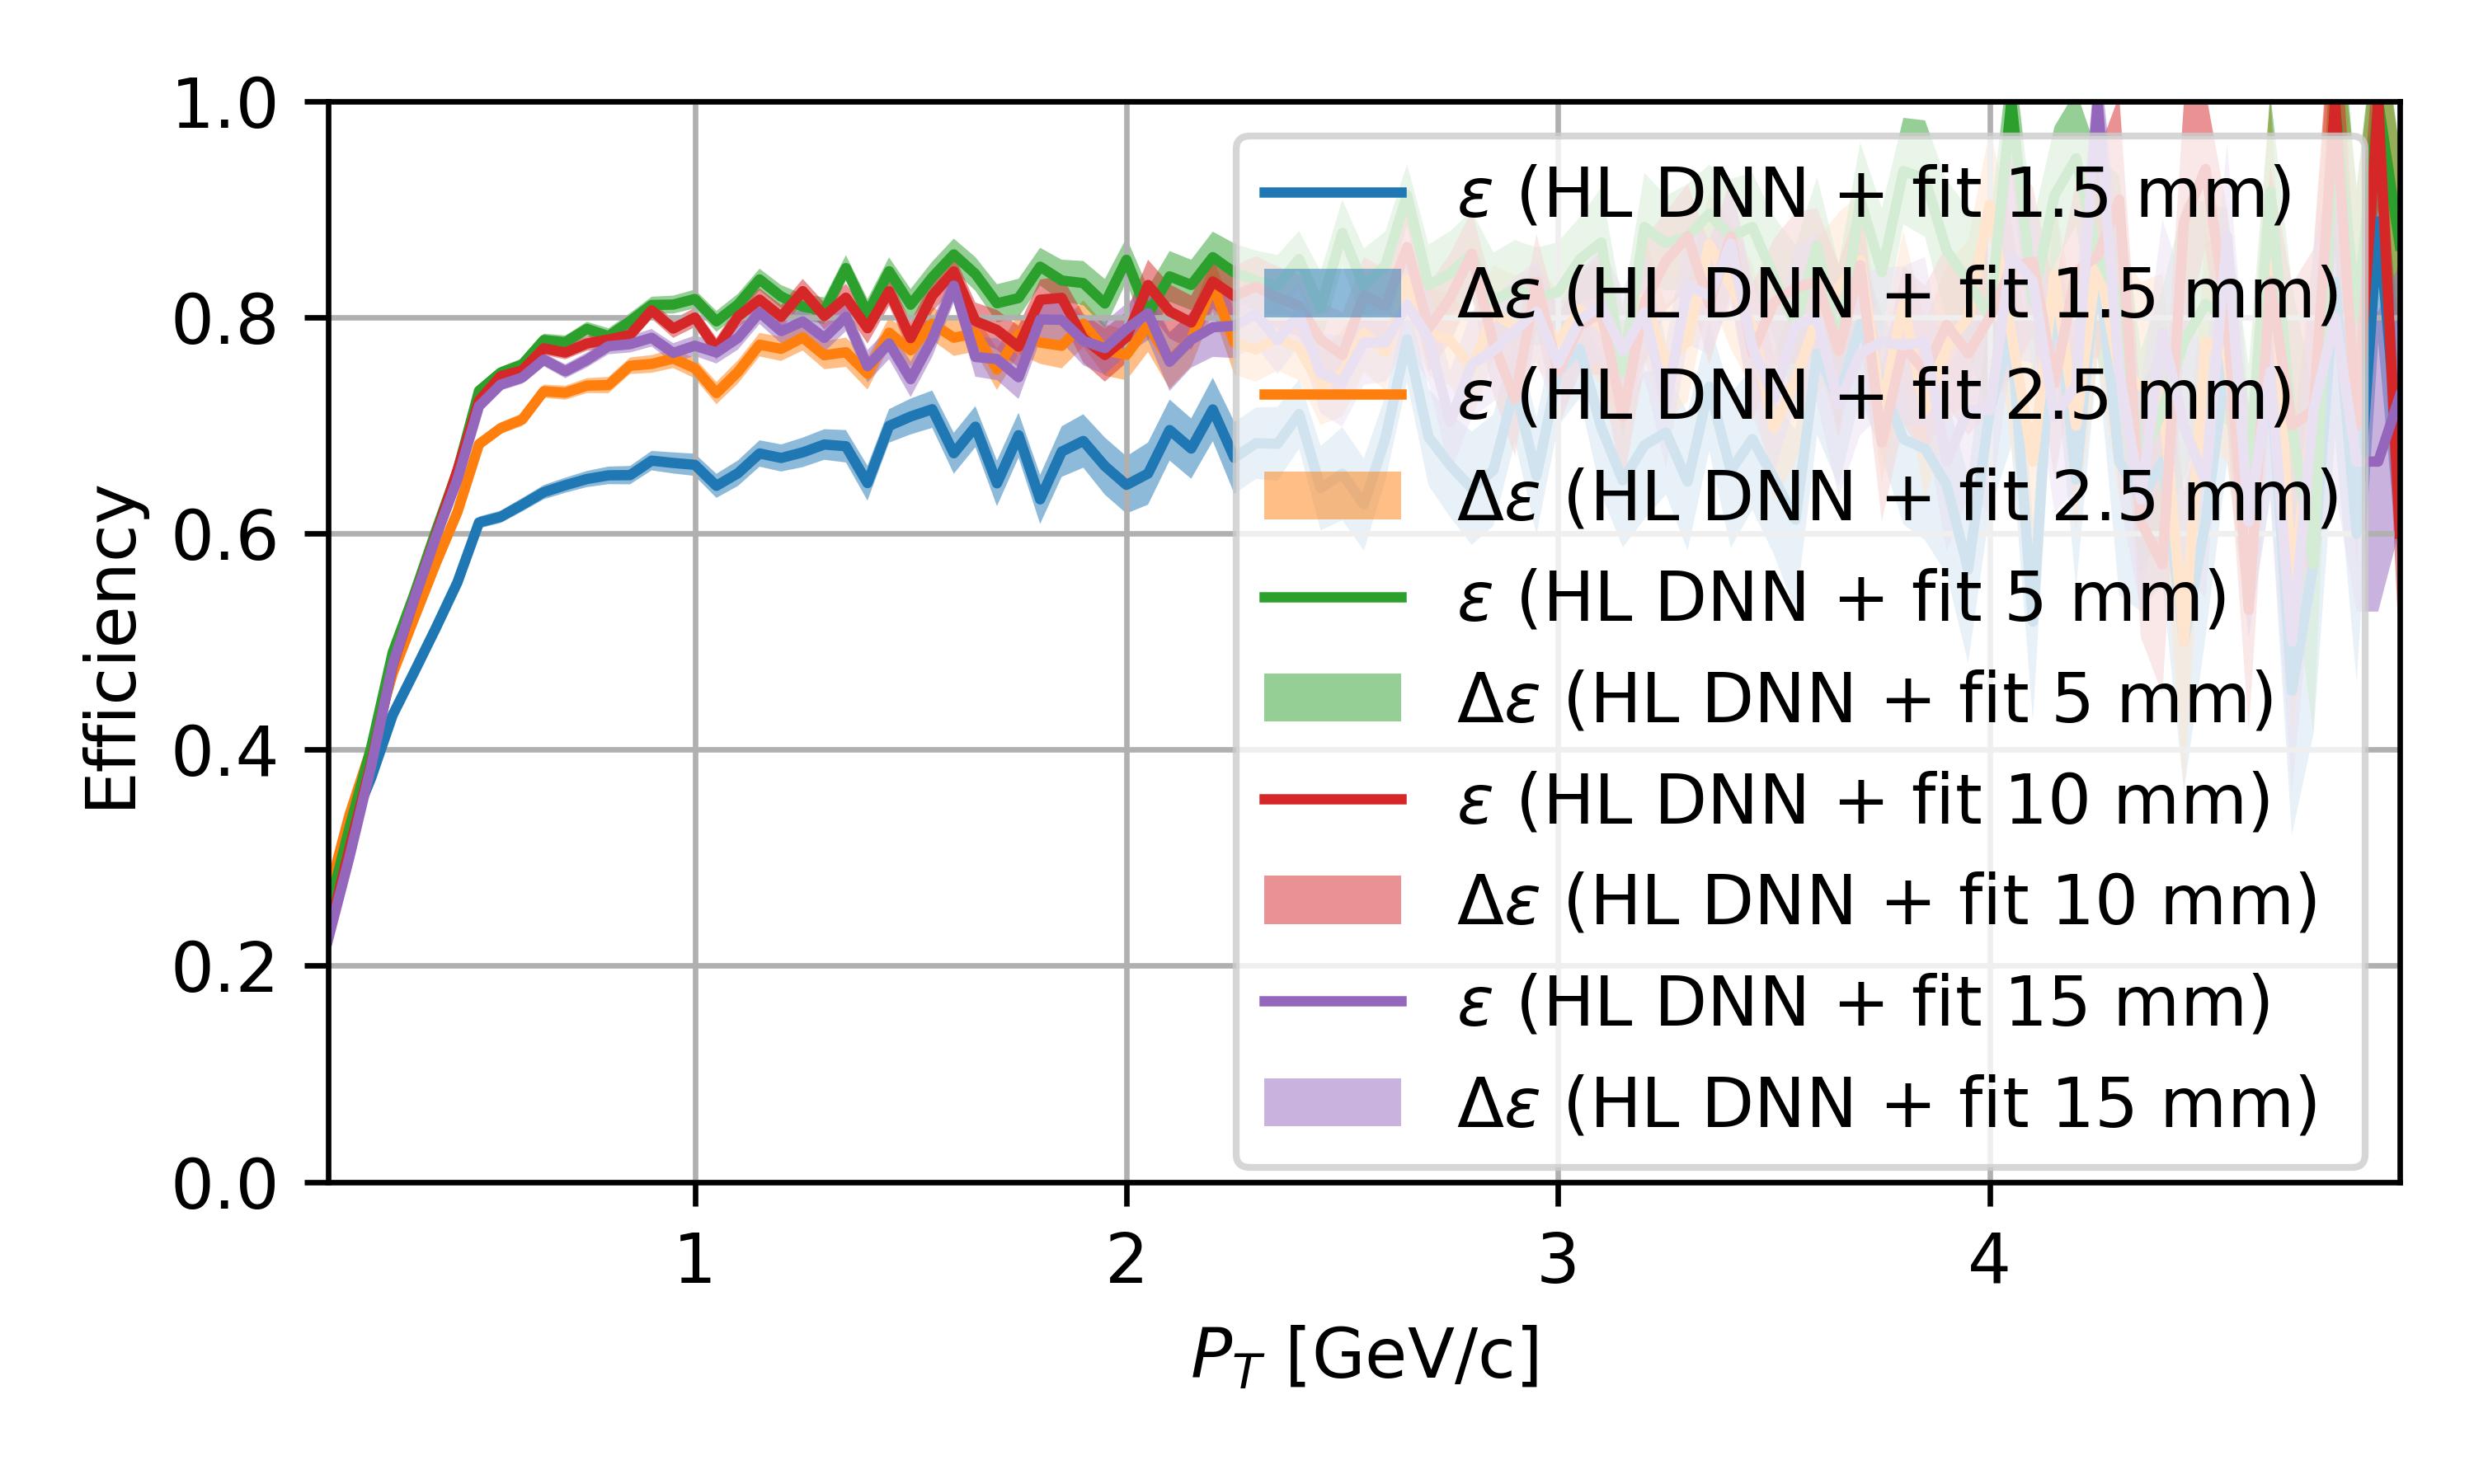 1.0
0.8
0.6
0.4
0.2
0.0
Efficiency
ε (HL DNN + fit 1.5 mm)
Δε (HL DNN + fit 1.5 mm)
ε (HL DNN + fit 2.5 mm)
Δε (HL DNN + fit 2.5 mm)
ε (HL DNN + fit 5 mm)
Δε (HL DNN + fit 5 mm)
ε (HL DNN + fit 10 mm)
Δε (HL DNN + fit 10 mm)
ε (HL DNN + fit 15 mm)
Δε (HL DNN + fit 15 mm)
1 2 3 4
P_T [GeV/c]